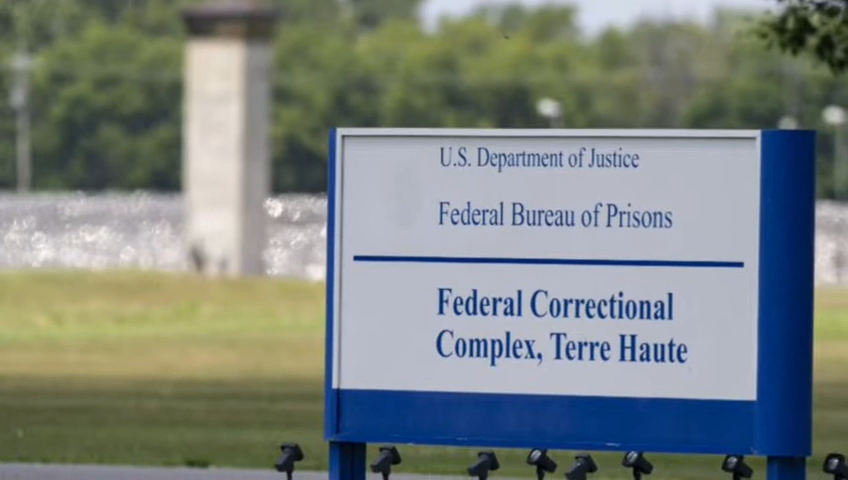 U.S. Department of Justice
Federal Bureau of Prisons
Federal Correctional
Complex, Terre Haute